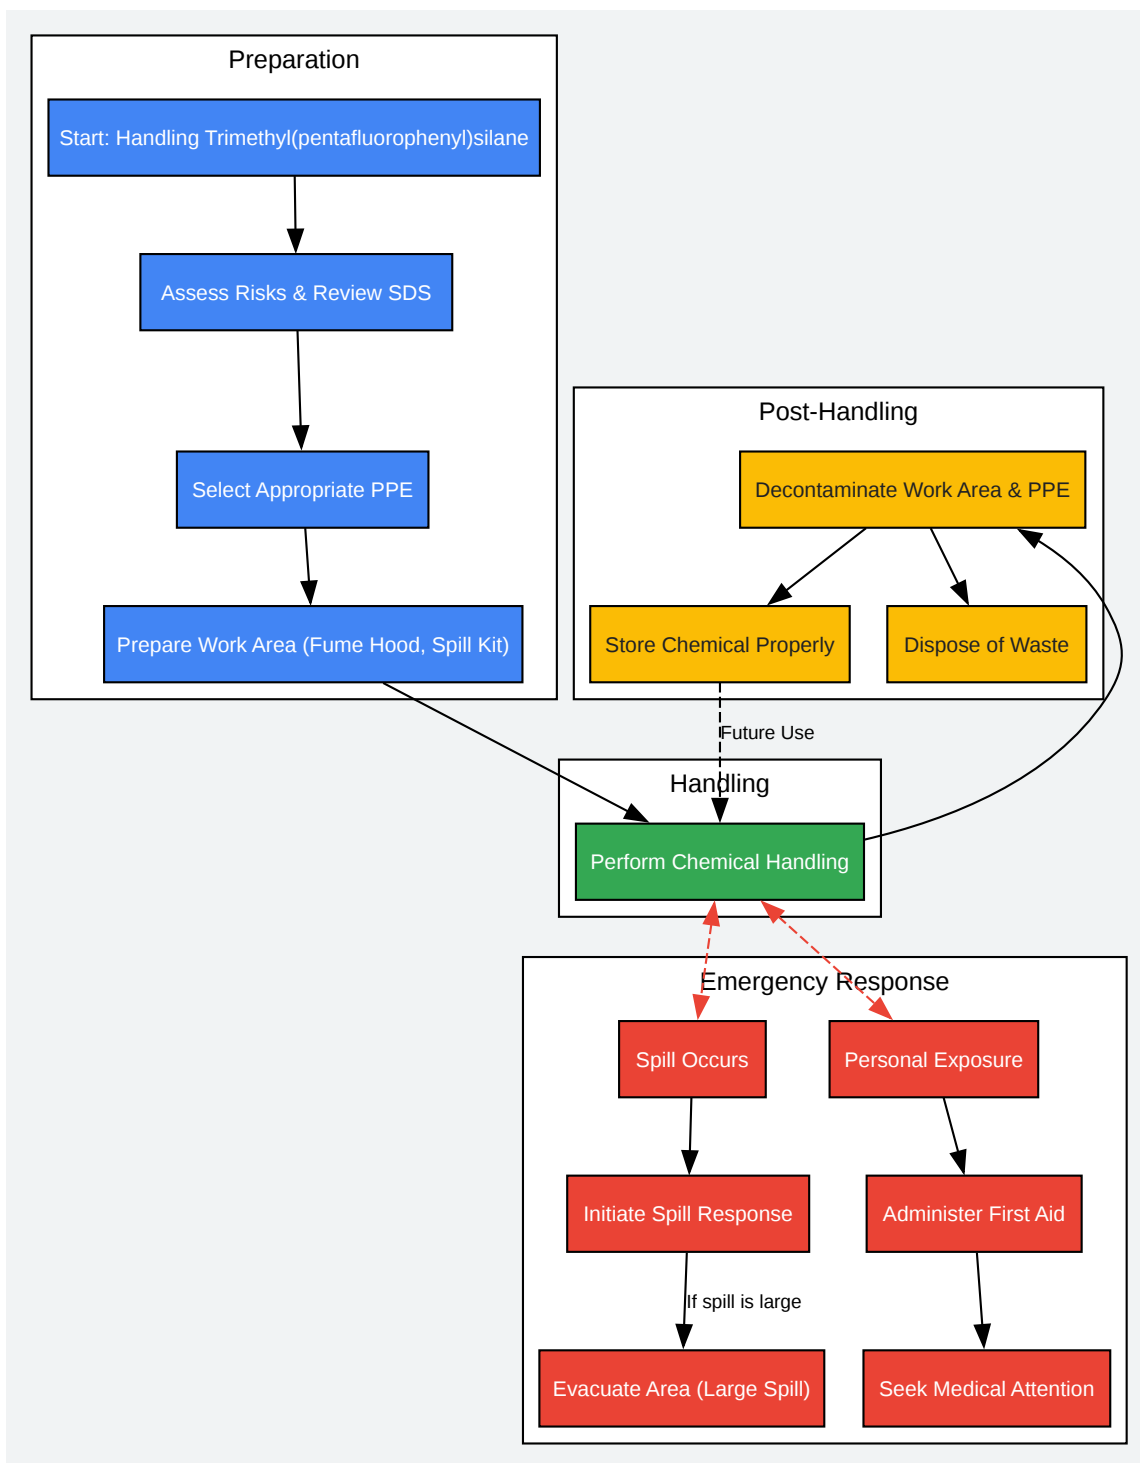 Preparation
Start: Handling Trimethyl(pentafluorophenyl)silane
Assess Risks & Review SDS
Select Appropriate PPE
Prepare Work Area (Fume Hood, Spill Kit)
Post-Handling
Decontaminate Work Area & PPE
Store Chemical Properly
Dispose of Waste
Future Use
Handling
Perform Chemical Handling
Emergency Response
Spill Occurs
Personal Exposure
Initiate Spill Response
Administer First Aid
If spill is large
Evacuate Area (Large Spill)
Seek Medical Attention